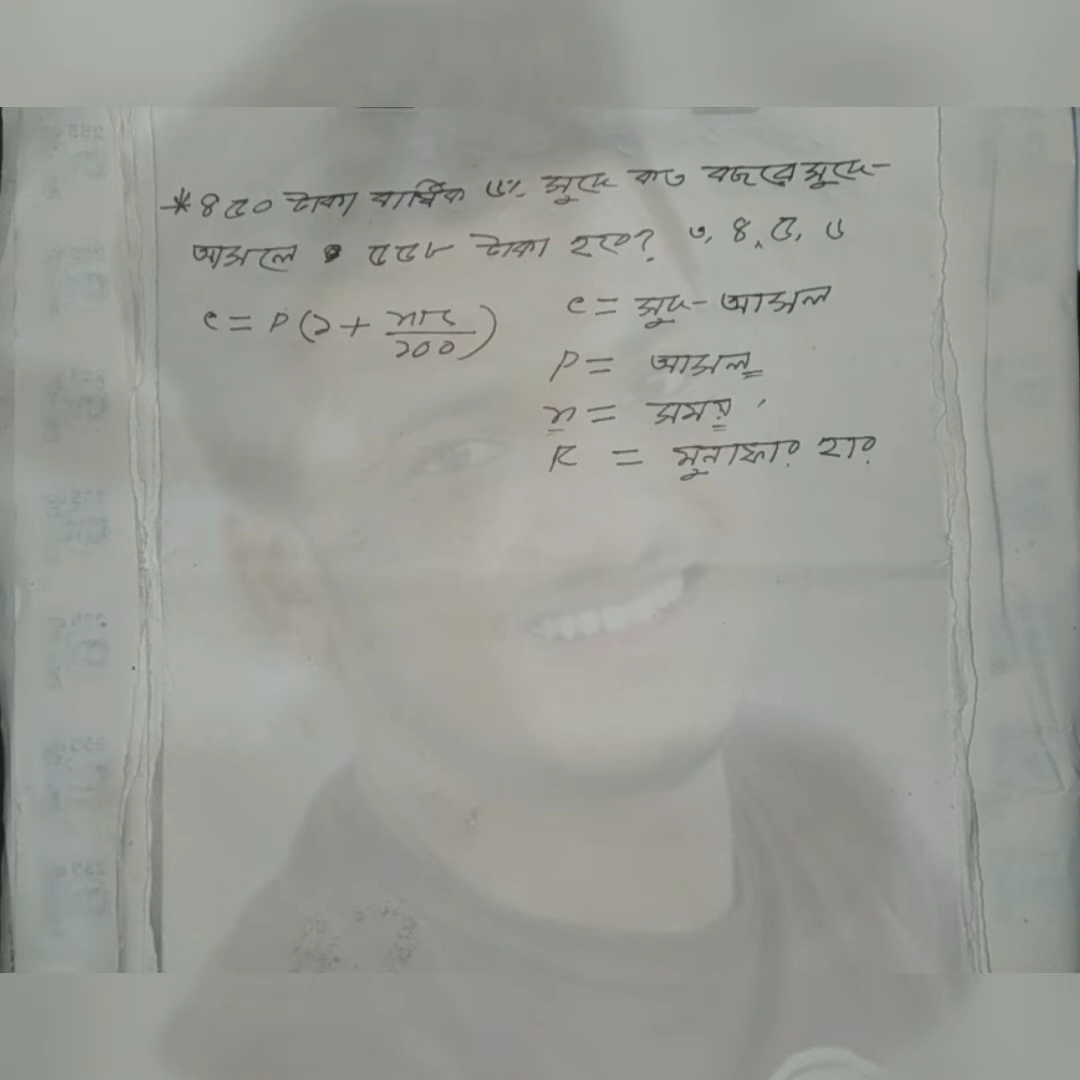 * ৪৫০ টাকা বার্ষিক ৬% সুদে কত বছরে সুদে-
আসলে ৫৫৮ টাকা হবে? ৩, ৪, ৫, ৬
c = P(১ + nr/১০০)
c = সুদ-আসল
P = আসল
n = সময়
R = মুনাফার হার